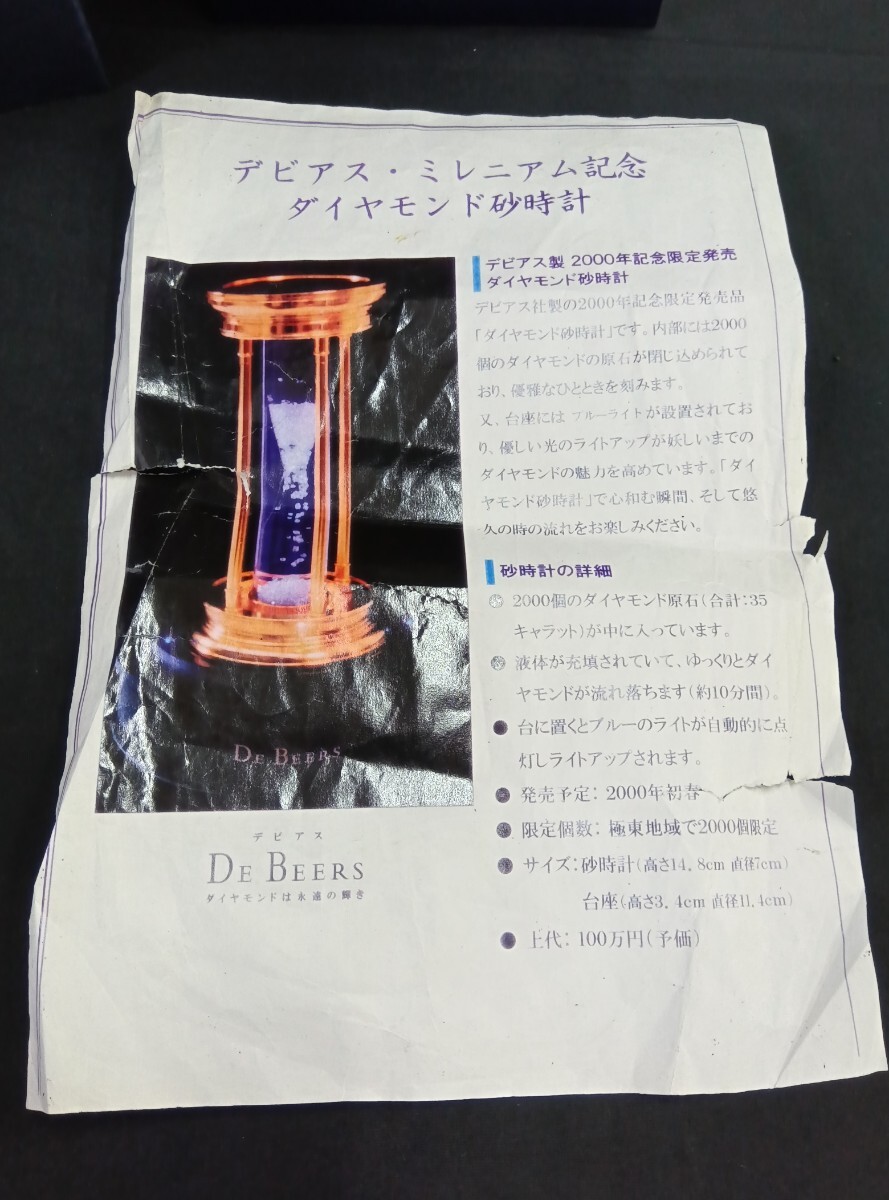 デビアス・ミレニアム記念
ダイヤモンド砂時計
デビアス製 2000年記念限定発売
ダイヤモンド砂時計
デビアス社製の2000年記念限定発売品
「ダイヤモンド砂時計」です。内部には2000
個のダイヤモンドの原石が閉じ込められて
おり、優雅なひとときを刻みます。
又、台座には ブルーライトが設置されてお
り、優しい光のライトアップが妖しいまでの
ダイヤモンドの魅力を高めています。「ダイ
ヤモンド砂時計」で心和む瞬間、そして悠
久の時の流れをお楽しみください。
砂時計の詳細
2000個のダイヤモンド原石(合計:35
キャラット)が中に入っています。
液体が充填されていて、ゆっくりとダイ
ヤモンドが流れ落ちます(約10分間)。
● 台に置くとブルーのライトが自動的に点
灯しライトアップされます。
● 発売予定: 2000年初春
● 限定個数: 極東地域で2000個限定
● サイズ: 砂時計(高さ14.8cm 直径7cm)
台座(高さ3.4cm 直径11.4cm)
● 上代: 100万円(予価)
DE BEERS
デビアス
DE BEERS
ダイヤモンドは永遠の輝き